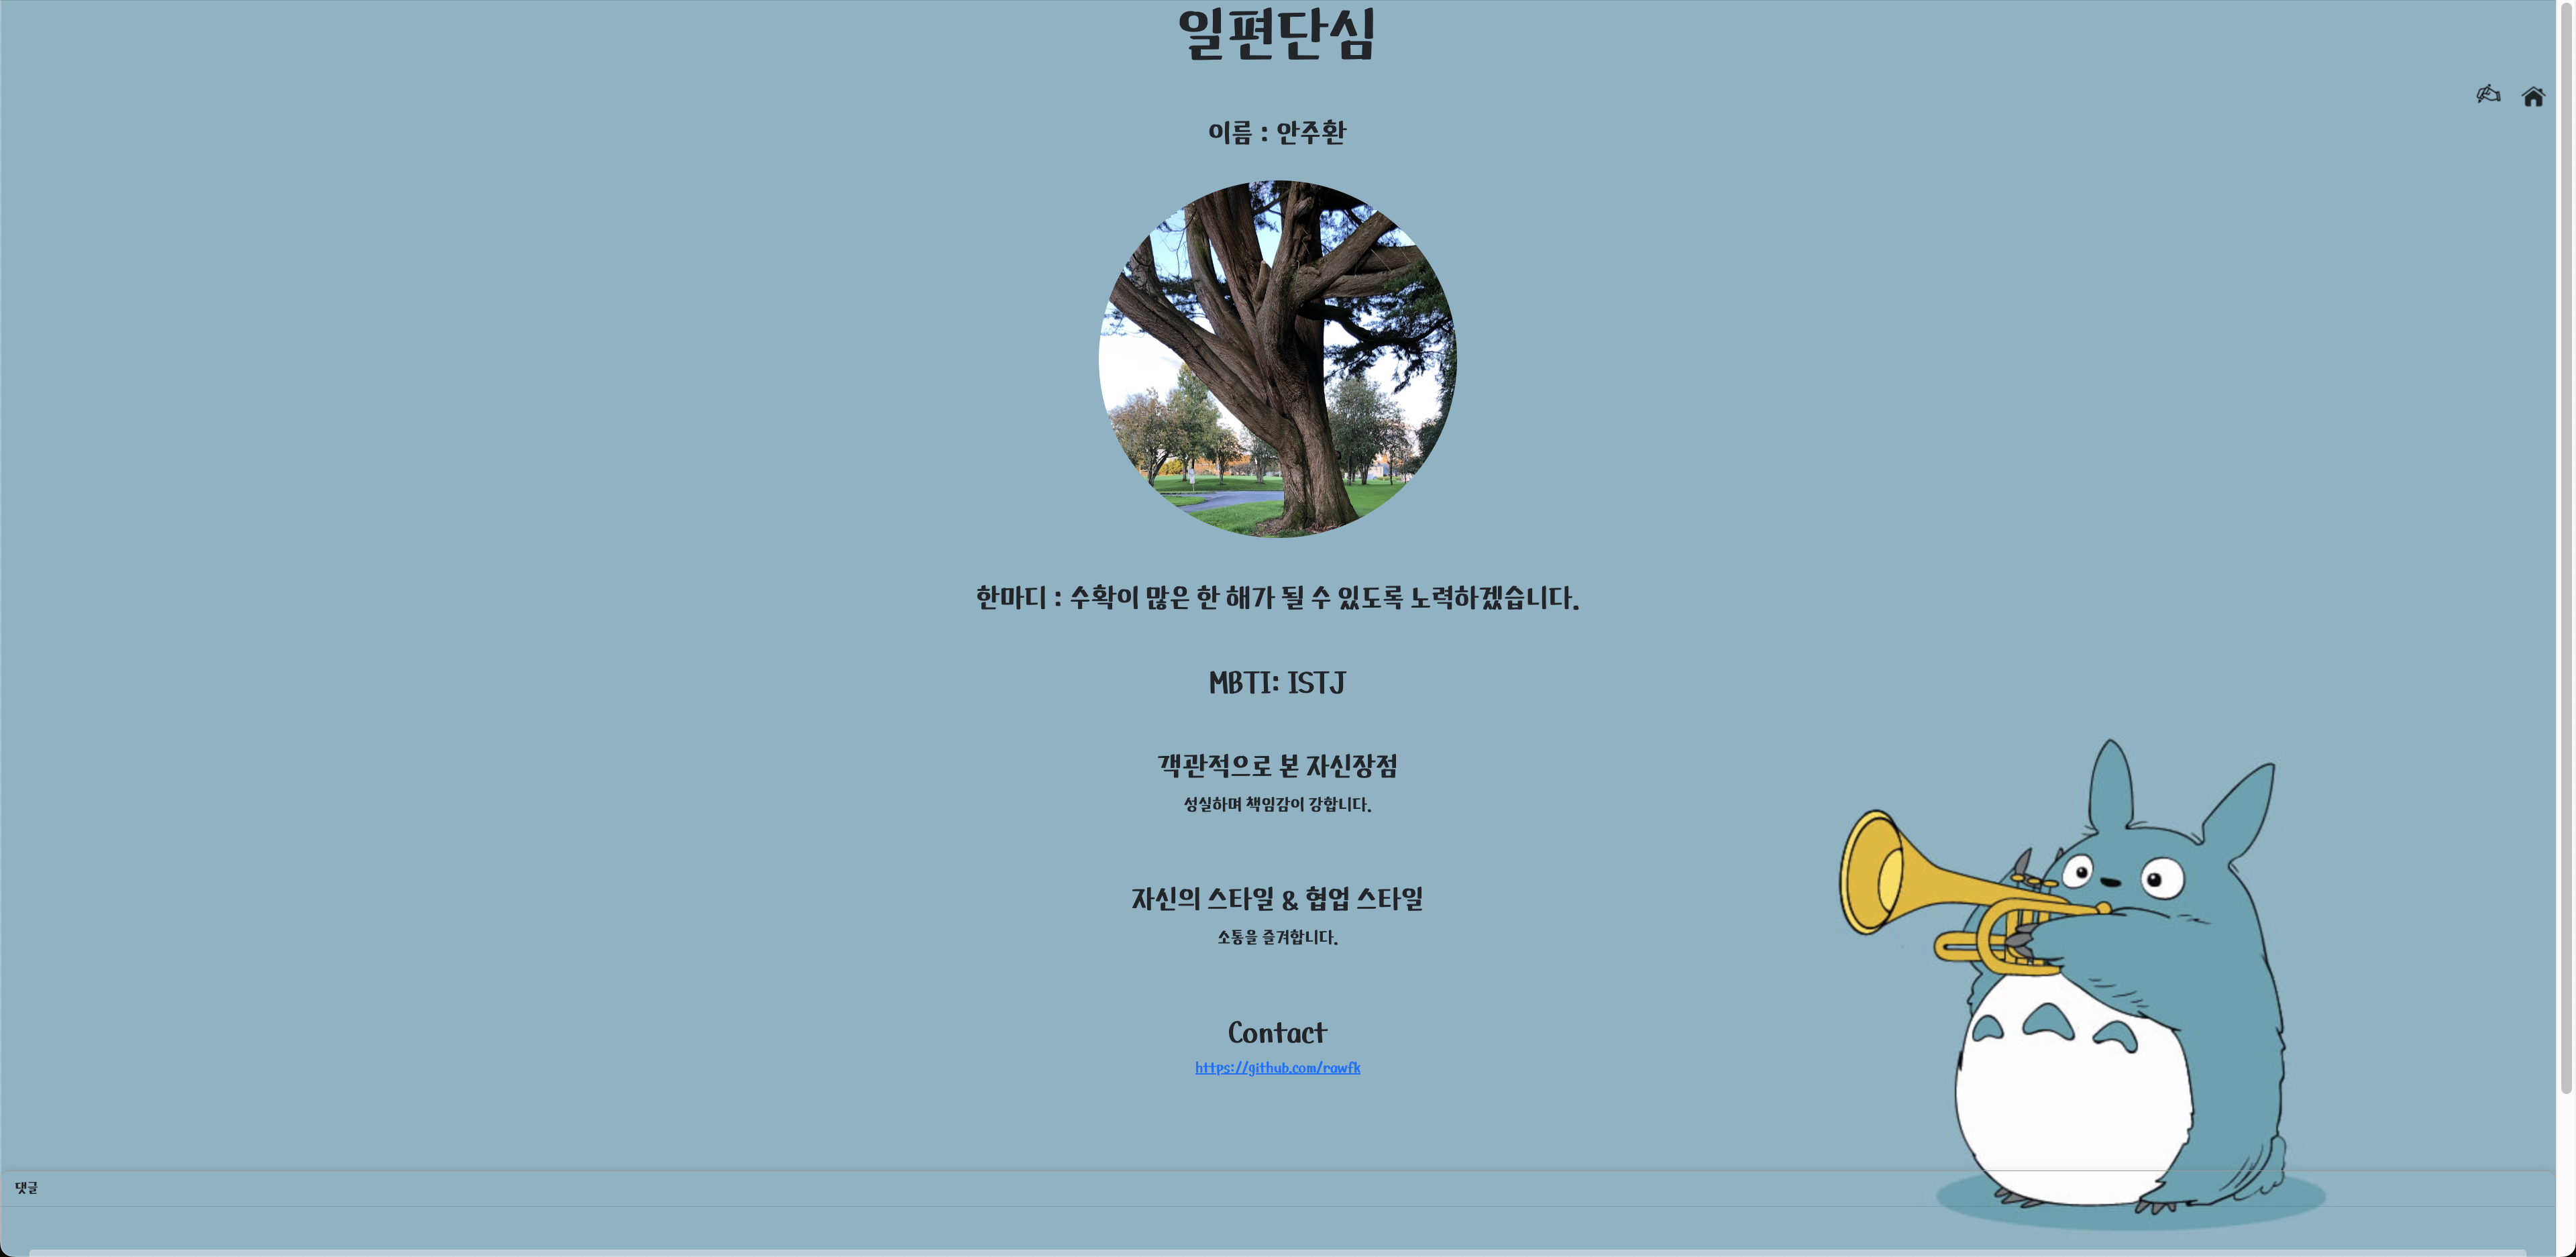 일편단심
이름 : 안주환
한마디 : 수확이 많은 한 해가 될 수 있도록 노력하겠습니다.
MBTI: ISTJ
객관적으로 본 자신장점
성실하며 책임감이 강합니다.
자신의 스타일 & 협업 스타일
소통을 즐겨합니다.
Contact
https://github.com/rawfk
댓글